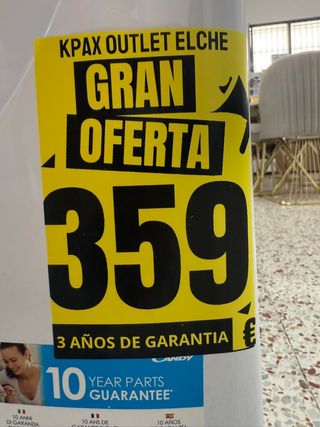 KPAX OUTLET ELCHE
GRAN
OFERTA
359
3 AÑOS DE GARANTIA €
CANDY
10 YEAR PARTS
GUARANTEE*
10 ANNI 10 ANS 10 AÑOS
DI GARANZIA DE